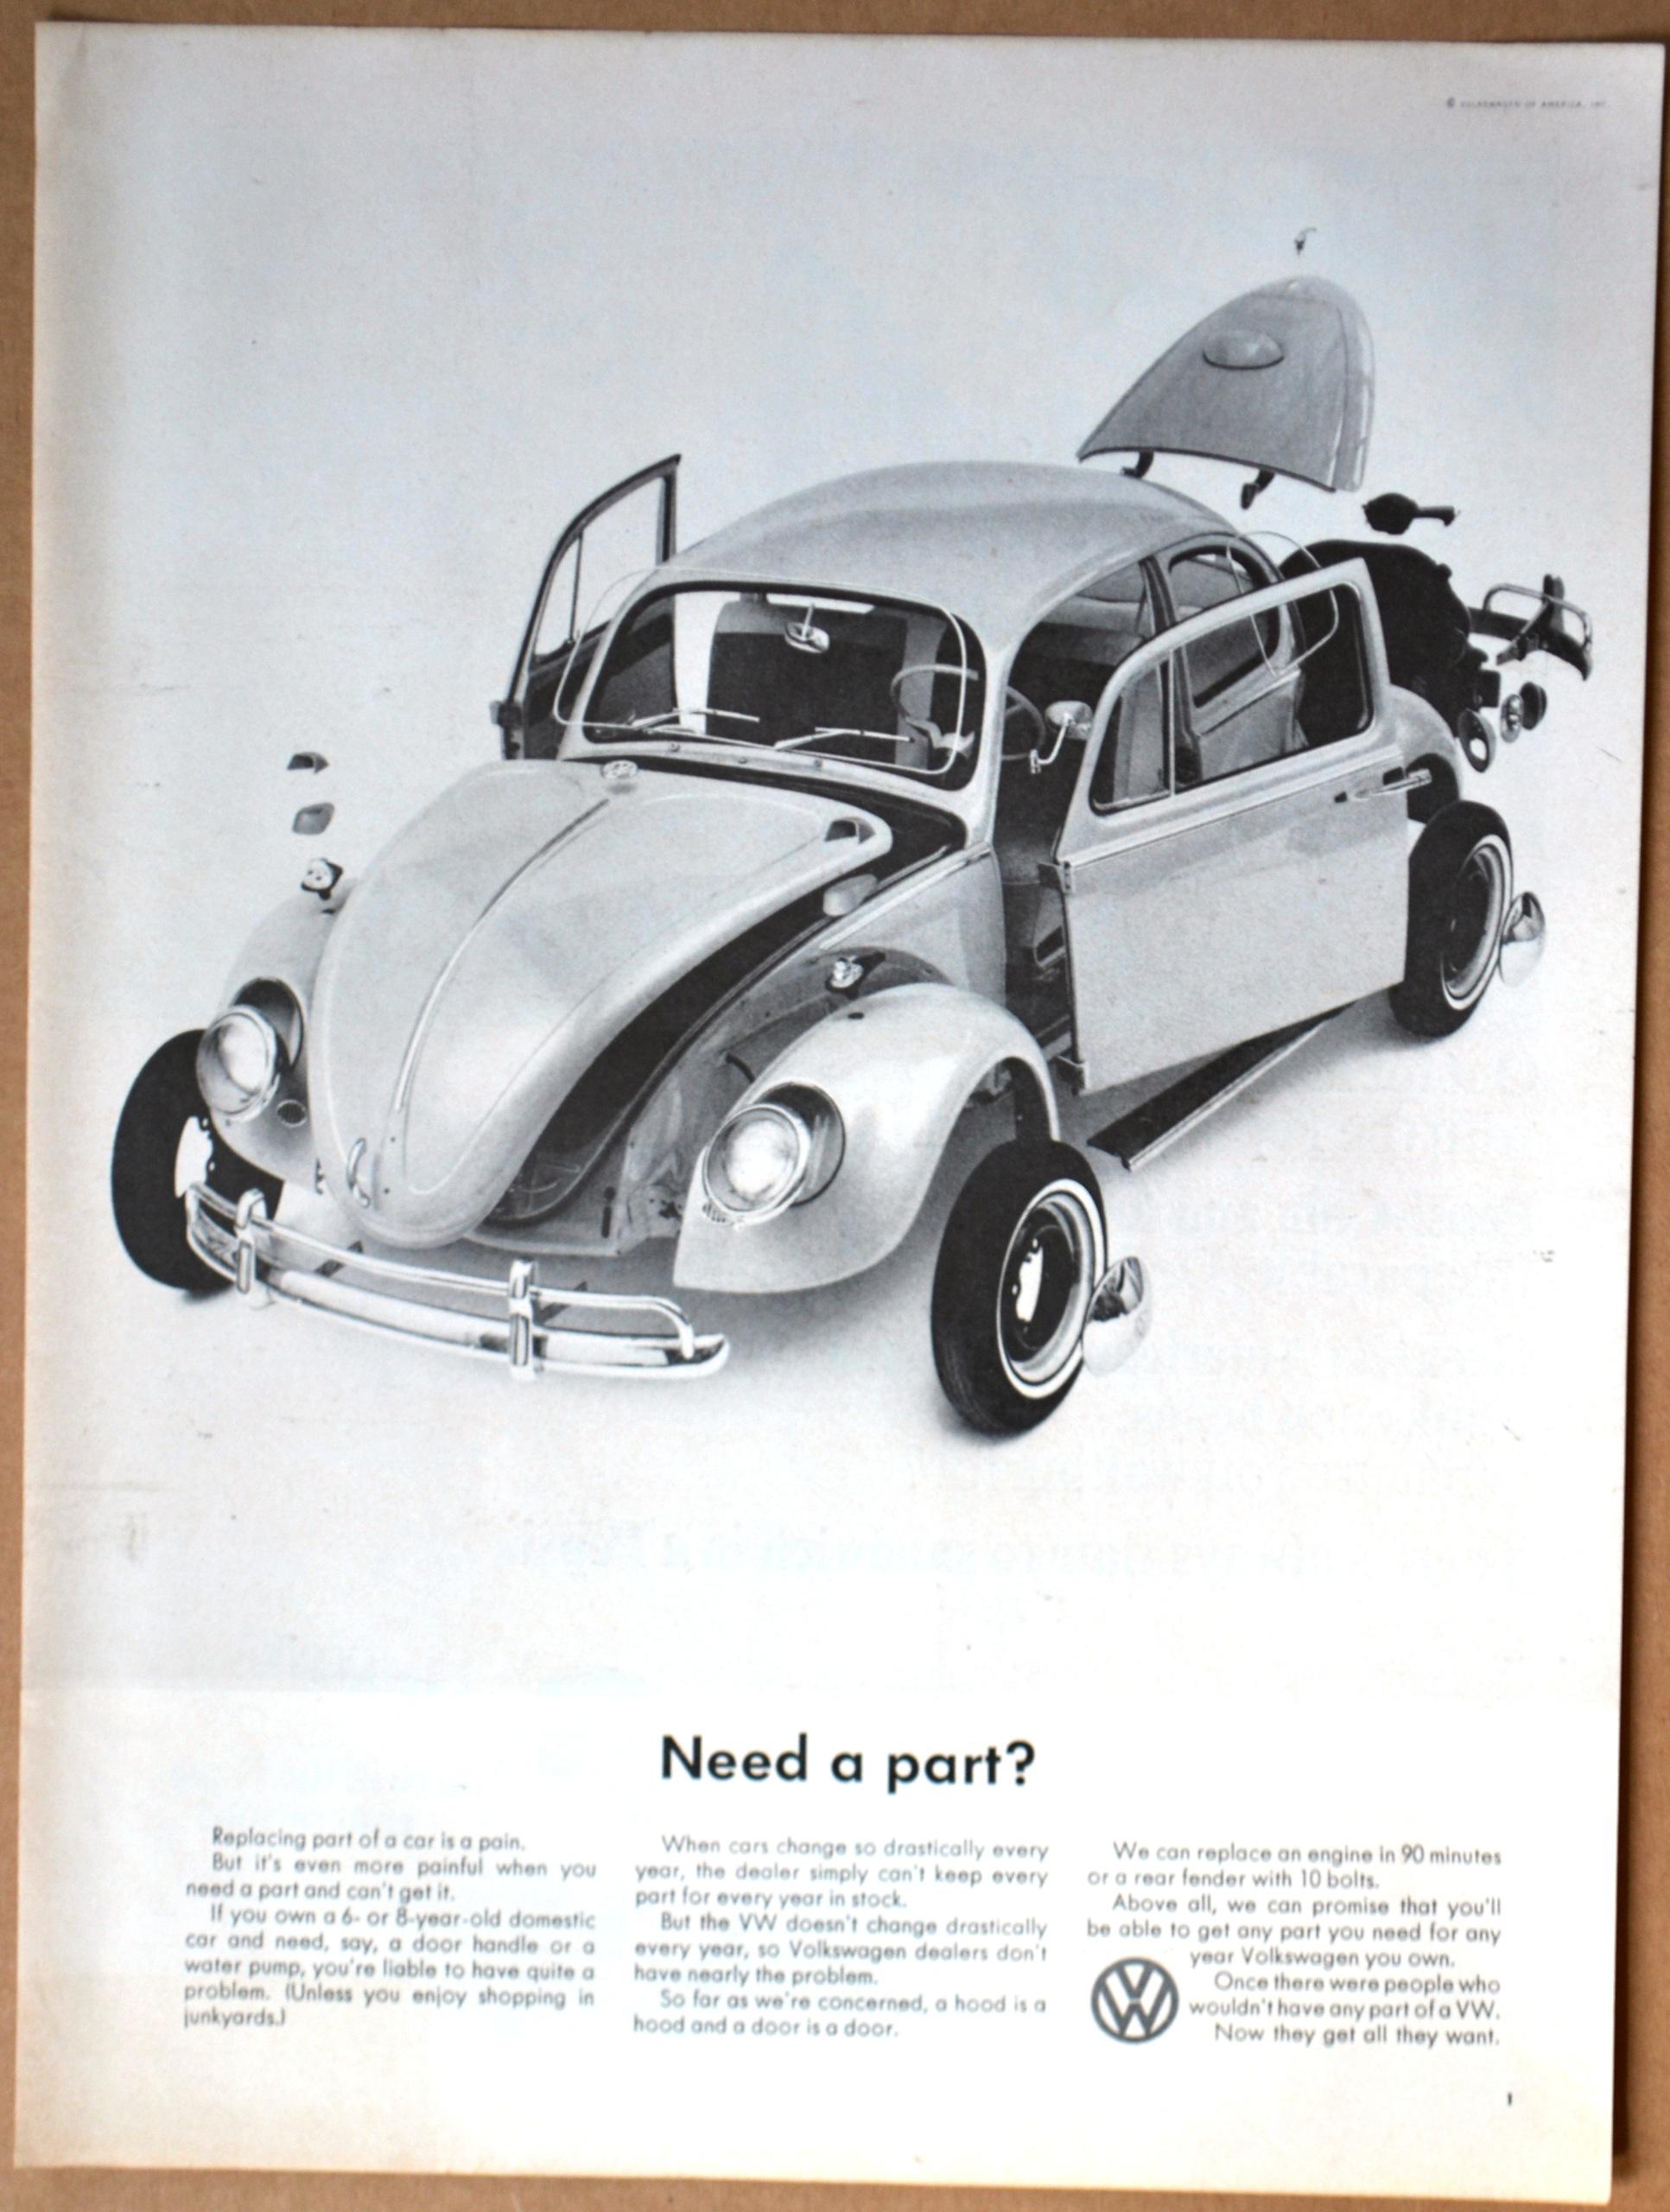 © VOLKSWAGEN OF AMERICA, INC.
Need a part?
Replacing part of a car is a pain.
But it's even more painful when you
need a part and can't get it.
If you own a 6- or 8-year-old domestic
car and need, say, a door handle or a
water pump, you're liable to have quite a
problem. (Unless you enjoy shopping in
junkyards.)
When cars change so drastically every
year, the dealer simply can't keep every
part for every year in stock.
But the VW doesn't change drastically
every year, so Volkswagen dealers don't
have nearly the problem.
So far as we're concerned, a hood is a
hood and a door is a door.
We can replace an engine in 90 minutes
or a rear fender with 10 bolts.
Above all, we can promise that you'll
be able to get any part you need for any
year Volkswagen you own.
Once there were people who
wouldn't have any part of a VW.
Now they get all they want.
VW